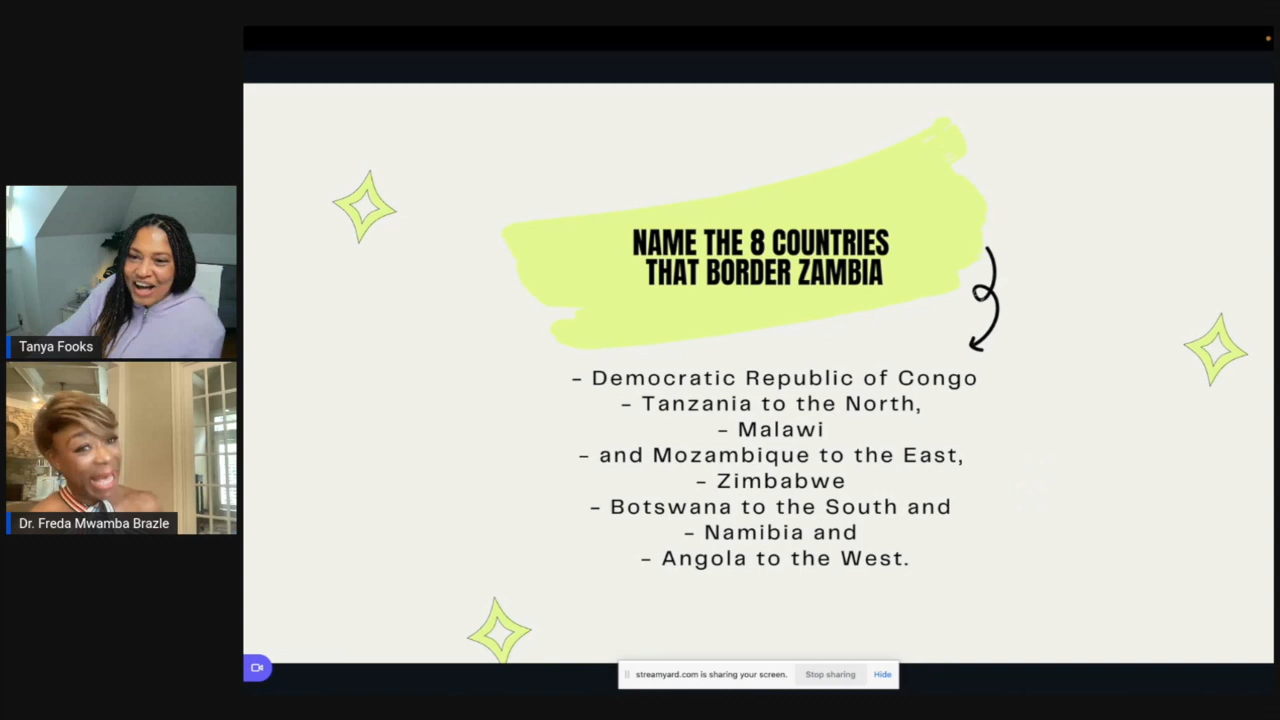 NAME THE 8 COUNTRIES
THAT BORDER ZAMBIA
- Democratic Republic of Congo
- Tanzania to the North,
- Malawi
- and Mozambique to the East,
- Zimbabwe
- Botswana to the South and
- Namibia and
- Angola to the West.
Tanya Fooks
Dr. Freda Mwamba Brazle
streamyard.com is sharing your screen.
Stop sharing
Hide